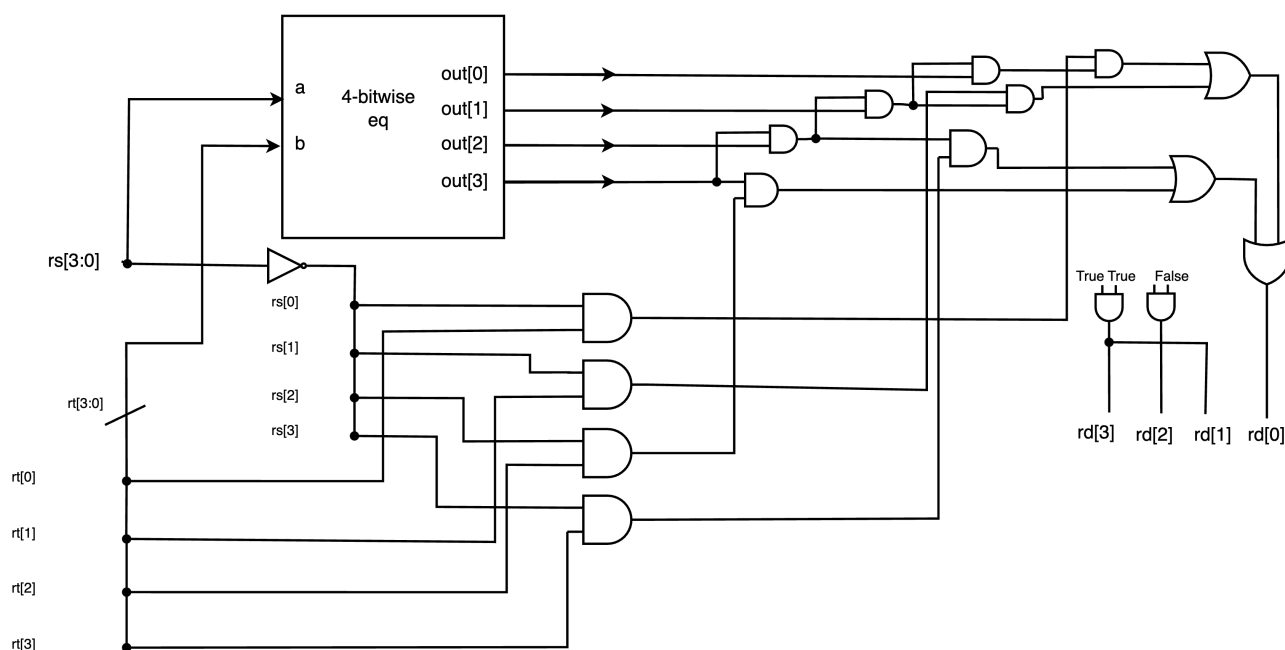 out[0]
a
4-bitwise
eq
out[1]
b
out[2]
out[3]
rs[3:0]
True True
False
rs[0]
rs[1]
rs[2]
rt[3:0]
rs[3]
rd[3]
rd[2]
rd[1]
rd[0]
rt[0]
rt[1]
rt[2]
rt[3]